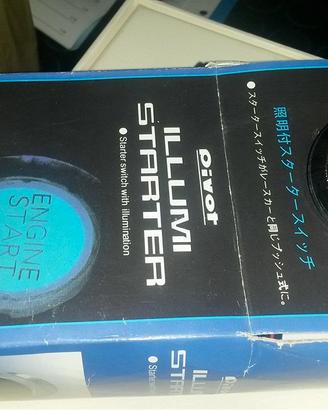 照明付スタータースイッチ
●スタータースイッチがレースカーと同じプッシュ式に。
Pivot
ILLUMI
STARTER
●Starter switch with illumination
ENGINE
START
Pivot
ILLUMI
STARTER
●Starter